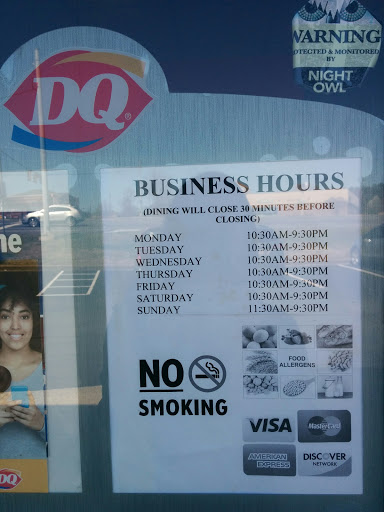 WARNING
PROTECTED & MONITORED
BY
NIGHT
OWL
DQ
BUSINESS HOURS
(DINING WILL CLOSE 30 MINUTES BEFORE
CLOSING)
MONDAY 10:30AM-9:30PM
TUESDAY 10:30AM-9:30PM
WEDNESDAY 10:30AM-9:30PM
THURSDAY 10:30AM-9:30PM
FRIDAY 10:30AM-9:30PM
SATURDAY 10:30AM-9:30PM
SUNDAY 11:30AM-9:30PM
me
FOOD
ALLERGENS
NO
SMOKING
VISA MasterCard
AMERICAN
EXPRESS
DISCOVER
NETWORK
DQ